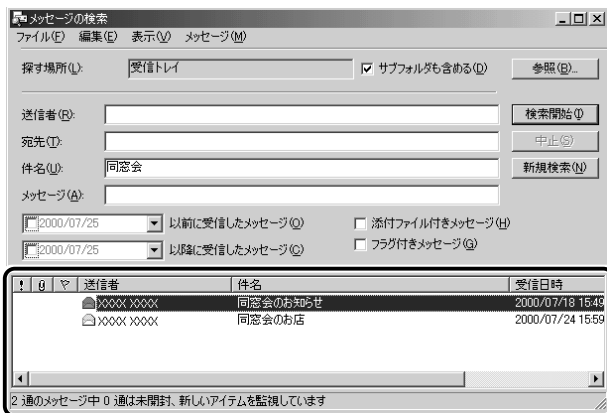 メッセージの検索
ファイル(F) 編集(E) 表示(V) メッセージ(M)
探す場所(L): 受信トレイ サブフォルダも含める(D) 参照(B)...
送信者(R): 検索開始(I)
宛先(T): 中止(S)
件名(U): 同窓会 新規検索(N)
メッセージ(A):
2000/07/25 以前に受信したメッセージ(O) 添付ファイル付きメッセージ(H)
2000/07/25 以降に受信したメッセージ(C) フラグ付きメッセージ(G)
! 送信者 件名 受信日時
XXXX XXXX 同窓会のお知らせ 2000/07/18 15:49
XXXX XXXX 同窓会のお店 2000/07/24 15:59
2 通のメッセージ中 0 通は未開封、新しいアイテムを監視しています